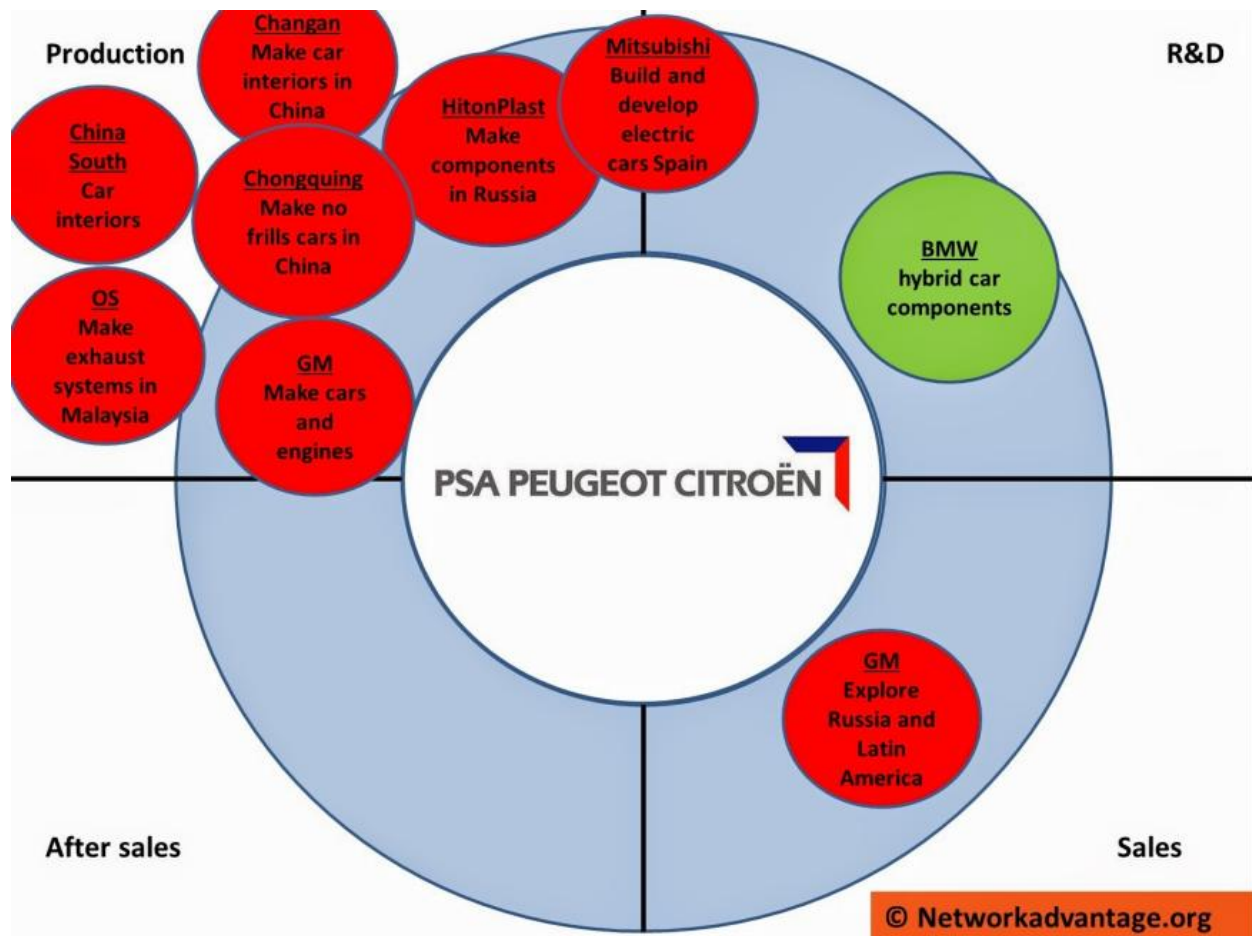 Production
R&D
Changan
Make car
interiors in
China
Mitsubishi
Build and
develop
electric
cars Spain
HitonPlast
Make
components
in Russia
China
South
Car
interiors
Chongquing
Make no
frills cars in
China
BMW
hybrid car
components
OS
Make
exhaust
systems in
Malaysia
GM
Make cars
and
engines
PSA PEUGEOT CITROËN
GM
Explore
Russia and
Latin
America
After sales
Sales
© Networkadvantage.org